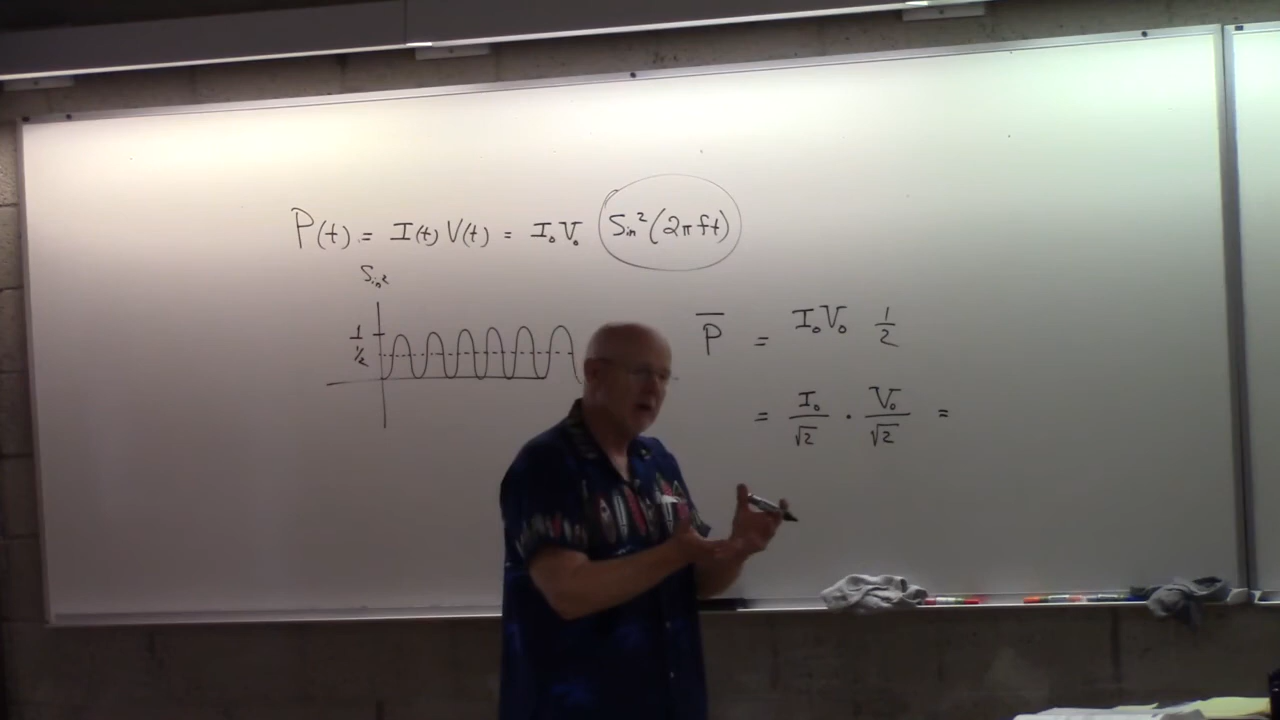 P(t) = I(t) V(t) = I₀V₀ Sin²(2πft)
Sin²
1
1/2
P̅ = I₀V₀ 1/2
= I₀/√2 · V₀/√2 =